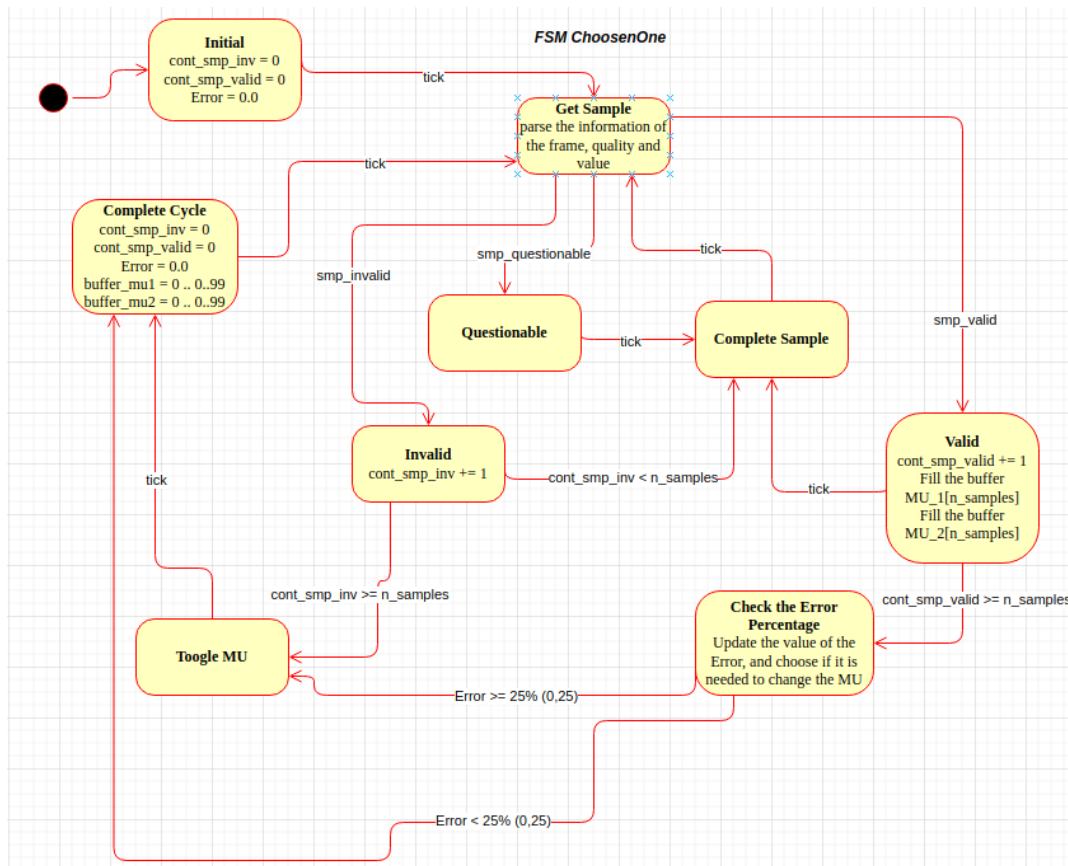 FSM ChoosenOne
Initial
cont_smp_inv = 0
cont_smp_valid = 0
Error = 0.0
tick
Get Sample
parse the information of
the frame, quality and
value
tick
Complete Cycle
cont_smp_inv = 0
cont_smp_valid = 0
Error = 0.0
buffer_mu1 = 0 .. 0..99
buffer_mu2 = 0 .. 0..99
smp_invalid
smp_questionable
tick
smp_valid
Questionable
tick
Complete Sample
Invalid
cont_smp_inv += 1
cont_smp_inv < n_samples
tick
Valid
cont_smp_valid += 1
Fill the buffer
MU_1[n_samples]
Fill the buffer
MU_2[n_samples]
tick
cont_smp_inv >= n_samples
cont_smp_valid >= n_samples
Check the Error
Percentage
Update the value of the
Error, and choose if it is
needed to change the MU
Toogle MU
Error >= 25% (0,25)
Error < 25% (0,25)